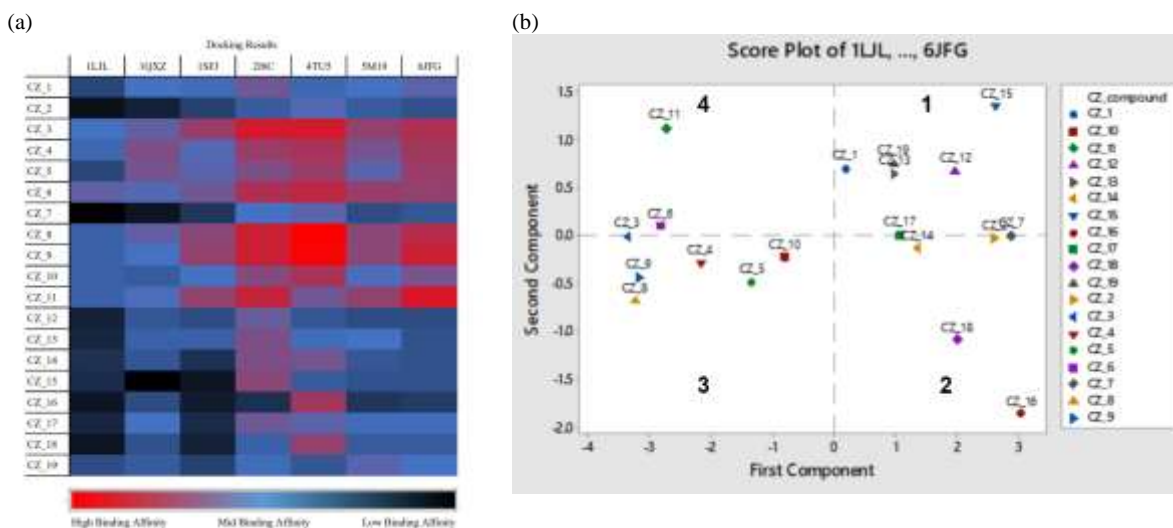 (a)
Docking Results
1LJL 2I6C 4TU5 5M19 6JFG
CZ_1
CZ_2
CZ_3
CZ_4
CZ_5
CZ_6
CZ_7
CZ_8
CZ_9
CZ_10
CZ_11
CZ_12
CZ_13
CZ_14
CZ_15
CZ_16
CZ_17
CZ_18
CZ_19
High Binding Affinity Mid Binding Affinity Low Binding Affinity
(b)
Score Plot of 1LJL, ..., 6JFG
Second Component
1.5
1.0
0.5
0.0
-0.5
-1.0
-1.5
-2.0
4
1
3
2
CZ_15
CZ_11
CZ_1
CZ_19
CZ_13
CZ_12
CZ_6
CZ_3
CZ_17
CZ_14
CZ_7
CZ_4
CZ_10
CZ_9
CZ_5
CZ_8
CZ_18
CZ_16
-4 -3 -2 -1 0 1 2 3
First Component
CZ_compound
CZ_1
CZ_10
CZ_11
CZ_12
CZ_13
CZ_14
CZ_15
CZ_16
CZ_17
CZ_18
CZ_19
CZ_2
CZ_3
CZ_4
CZ_5
CZ_6
CZ_7
CZ_8
CZ_9